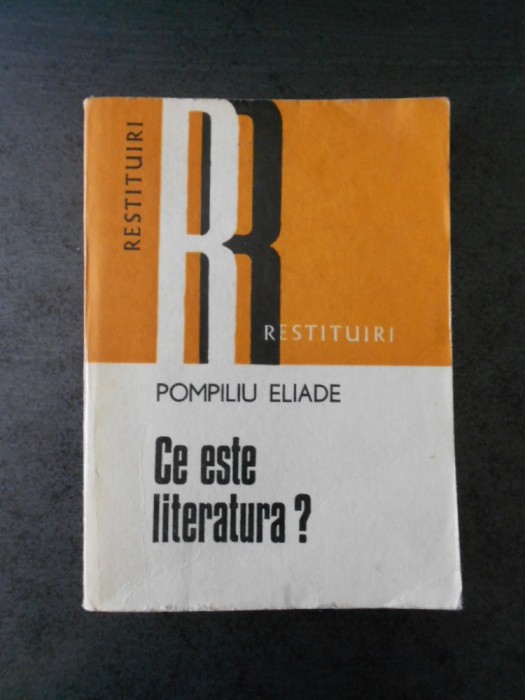 RESTITUIRI
RR
RESTITUIRI
POMPILIU ELIADE
Ce este
literatura?